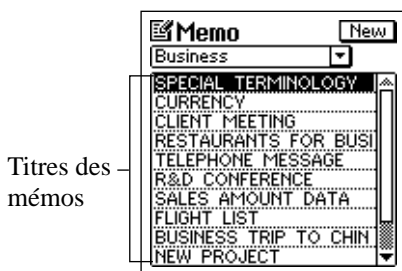 Memo
New
Business
SPECIAL TERMINOLOGY
CURRENCY
CLIENT MEETING
RESTAURANTS FOR BUSI
TELEPHONE MESSAGE
R&D CONFERENCE
SALES AMOUNT DATA
FLIGHT LIST
BUSINESS TRIP TO CHIN
NEW PROJECT
Titres des
mémos